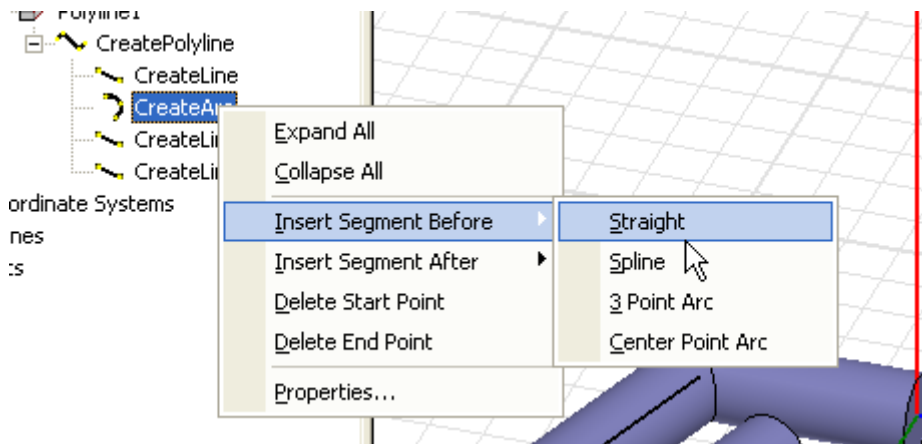 Polyline1
CreatePolyline
CreateLine
CreateArc
CreateLi
CreateLi
ordinate Systems
nes
cs
Expand All
Collapse All
Insert Segment Before
Insert Segment After
Delete Start Point
Delete End Point
Properties...
Straight
Spline
3 Point Arc
Center Point Arc